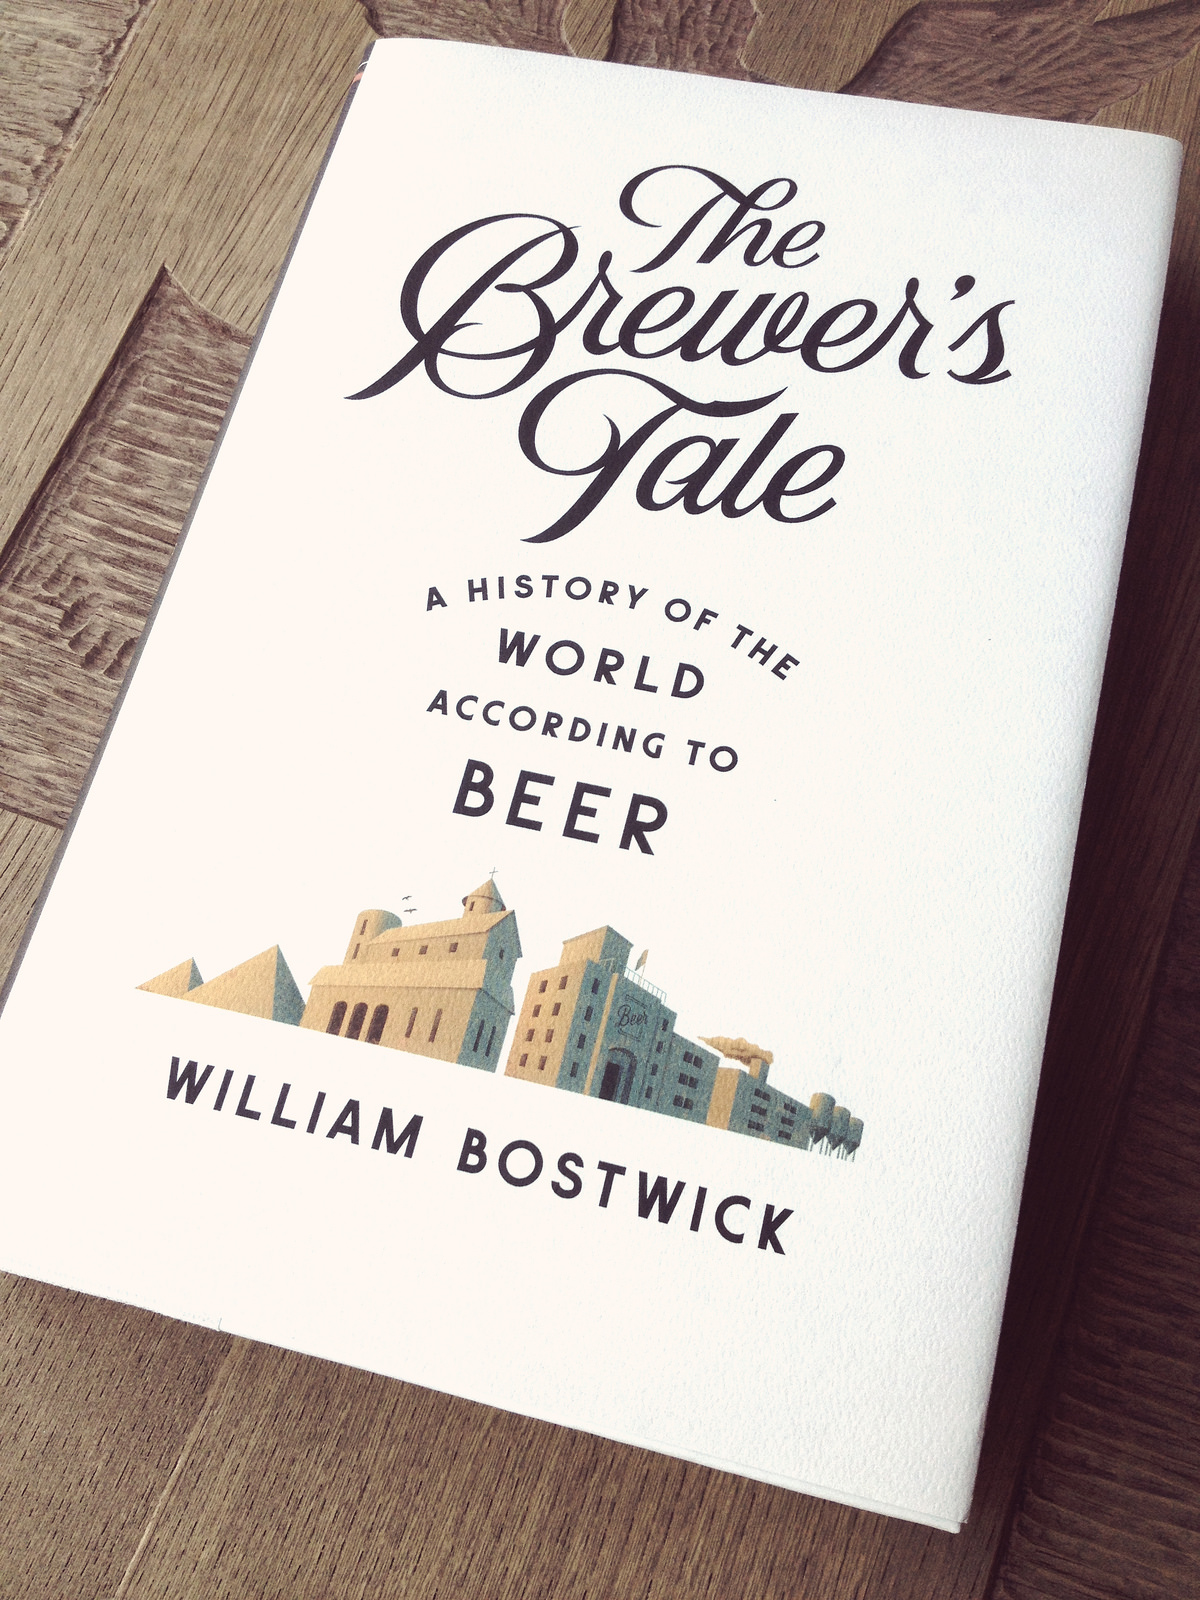 The
Brewer's
Tale
A HISTORY OF THE
WORLD
ACCORDING TO
BEER
Beer
WILLIAM BOSTWICK